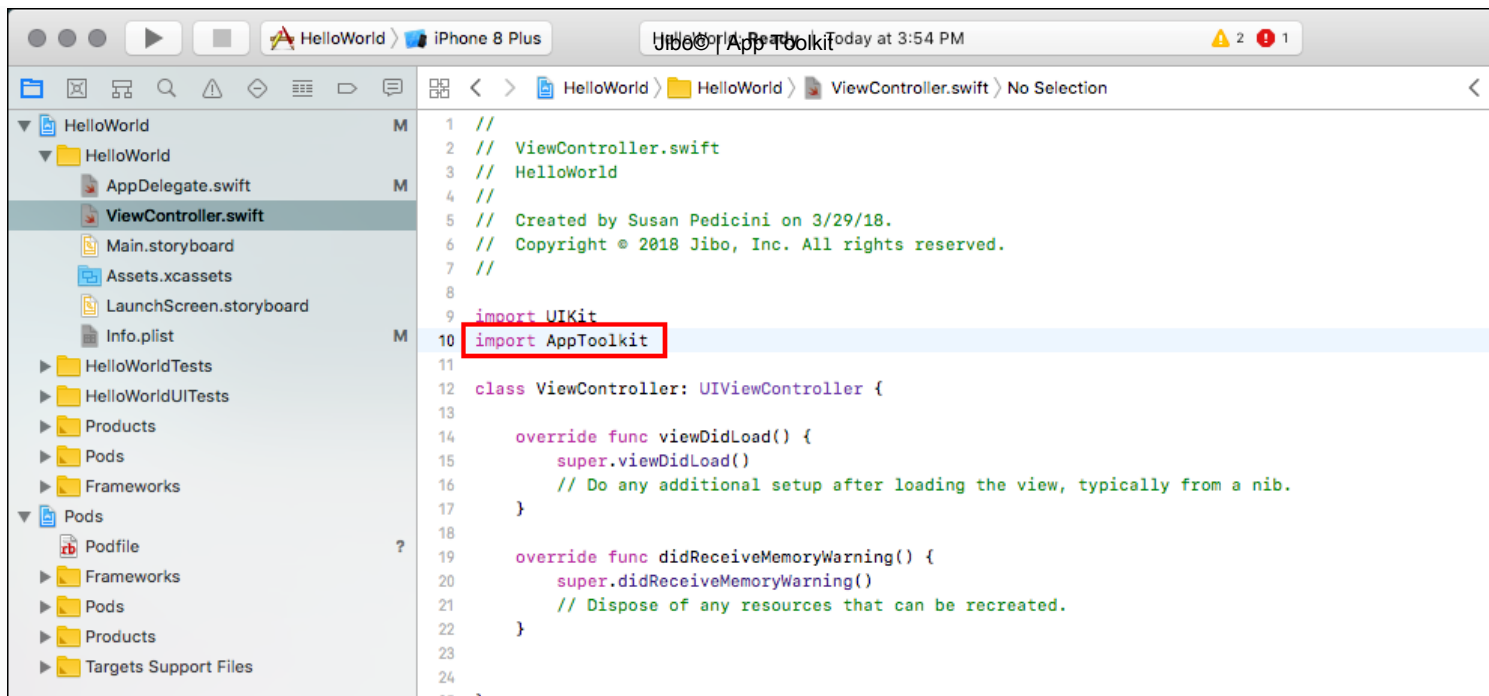 HelloWorld 〉 iPhone 8 Plus
HelloWorld: Ready | Today at 3:54 PM
Jibo© | App Toolkit
2 1
HelloWorld 〉 HelloWorld 〉 ViewController.swift 〉 No Selection
HelloWorld M
HelloWorld
AppDelegate.swift M
ViewController.swift
Main.storyboard
Assets.xcassets
LaunchScreen.storyboard
Info.plist M
HelloWorldTests
HelloWorldUITests
Products
Pods
Frameworks
Pods
rb Podfile ?
Frameworks
Pods
Products
Targets Support Files
1 //
2 //  ViewController.swift
3 //  HelloWorld
4 //
5 //  Created by Susan Pedicini on 3/29/18.
6 //  Copyright © 2018 Jibo, Inc. All rights reserved.
7 //
8
9 import UIKit
10 import AppToolkit
11
12 class ViewController: UIViewController {
13
14     override func viewDidLoad() {
15         super.viewDidLoad()
16         // Do any additional setup after loading the view, typically from a nib.
17     }
18
19     override func didReceiveMemoryWarning() {
20         super.didReceiveMemoryWarning()
21         // Dispose of any resources that can be recreated.
22     }
23
24